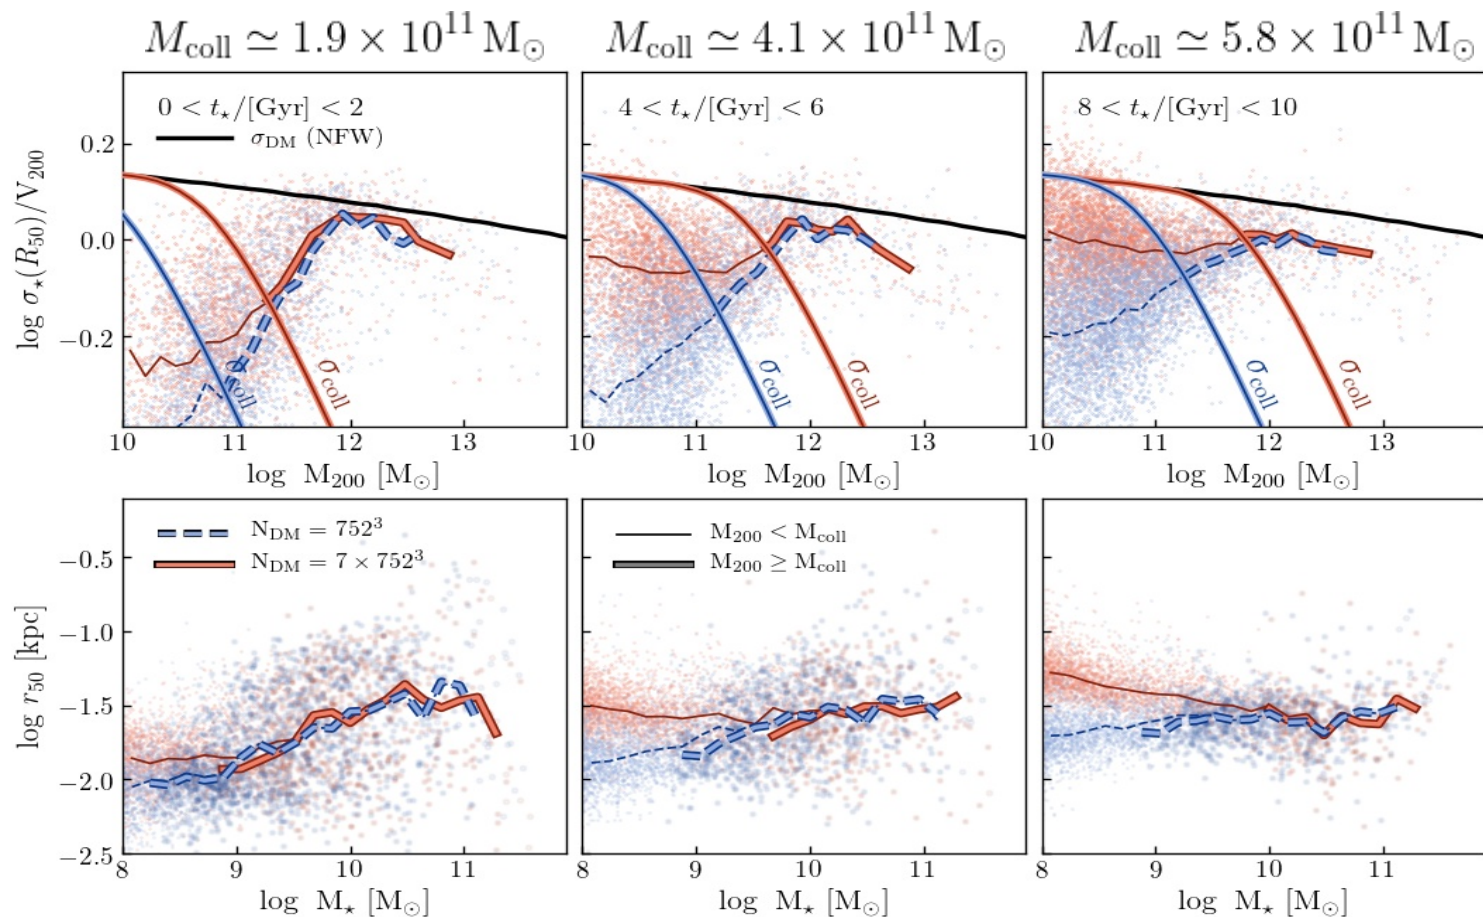 M_coll ≃ 1.9 × 10^11 M_⊙
M_coll ≃ 4.1 × 10^11 M_⊙
M_coll ≃ 5.8 × 10^11 M_⊙
0 < t_⋆/[Gyr] < 2
σ_DM (NFW)
4 < t_⋆/[Gyr] < 6
8 < t_⋆/[Gyr] < 10
log σ_⋆(R_50)/V_200
0.2
0.0
−0.2
σ_coll
σ_coll
σ_coll
σ_coll
σ_coll
σ_coll
10 11 12 13
10 11 12 13
10 11 12 13
log M_200 [M_⊙]
log M_200 [M_⊙]
log M_200 [M_⊙]
N_DM = 752^3
N_DM = 7 × 752^3
M_200 < M_coll
M_200 ≥ M_coll
log r_50 [kpc]
−0.5
−1.0
−1.5
−2.0
−2.5
8 9 10 11
8 9 10 11
8 9 10 11
log M_⋆ [M_⊙]
log M_⋆ [M_⊙]
log M_⋆ [M_⊙]